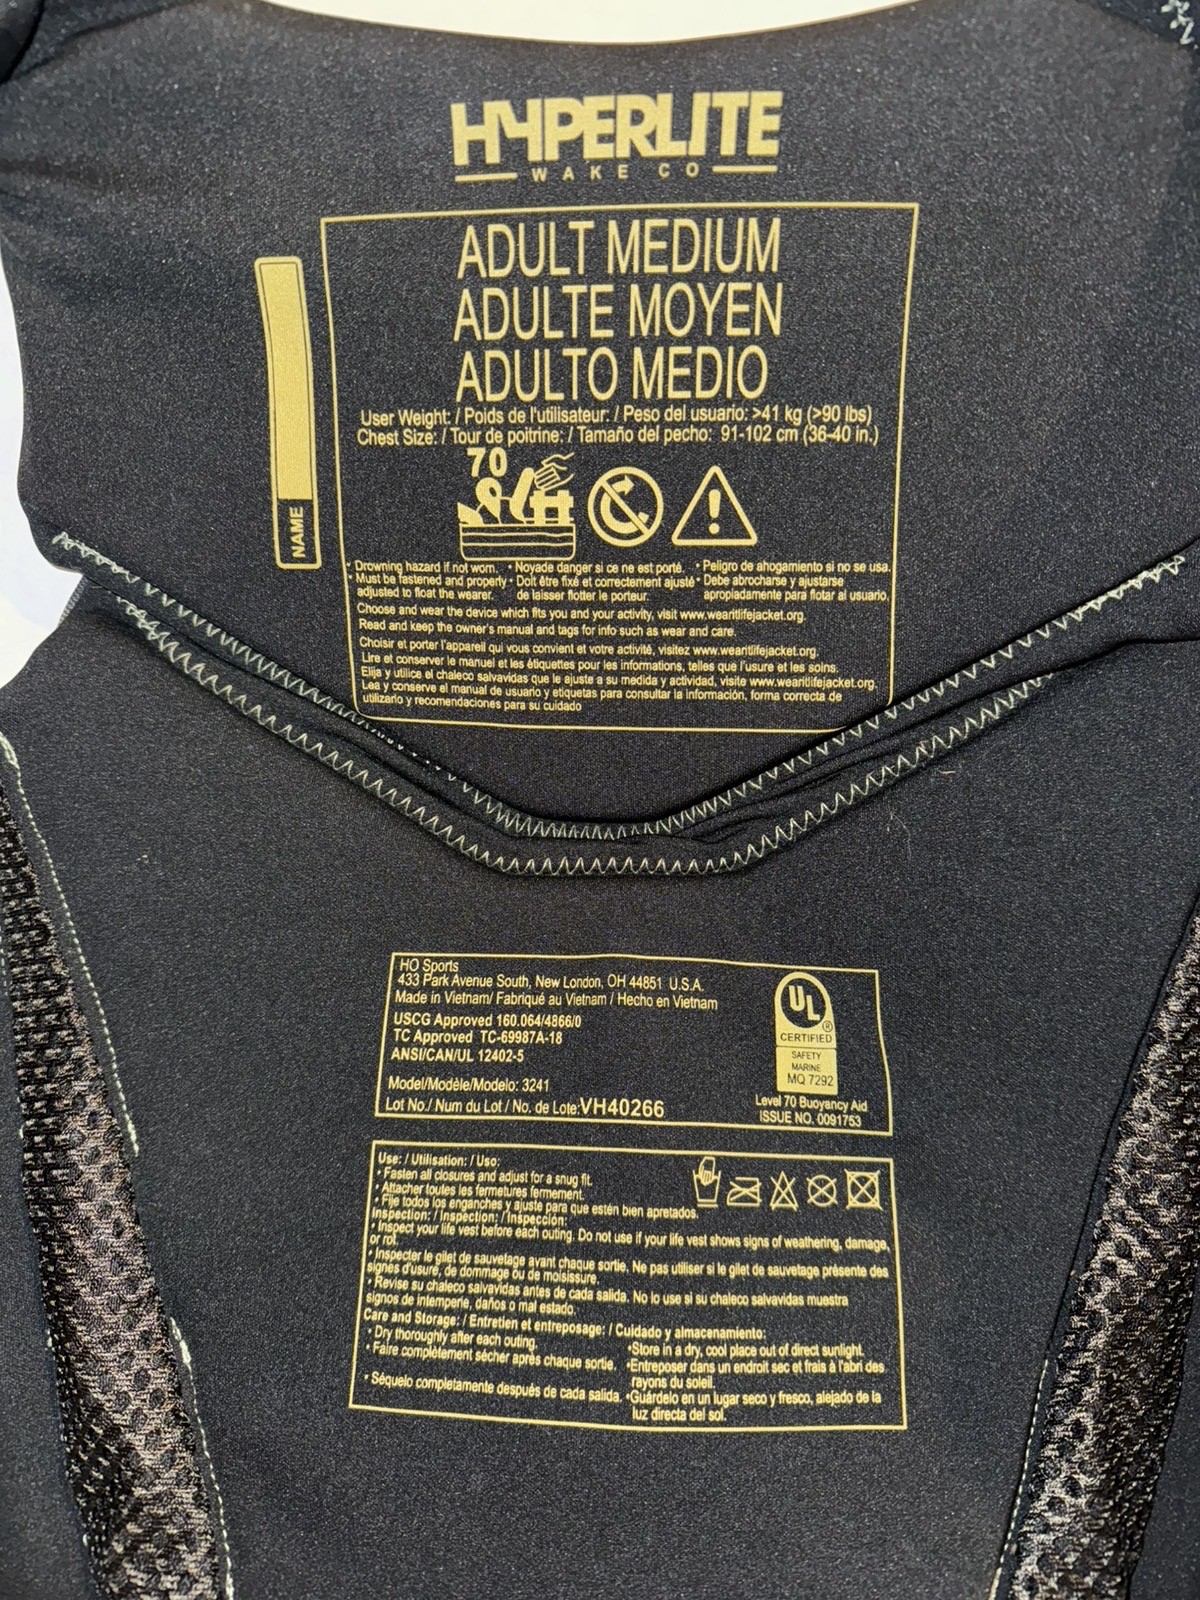 HYPERLITE
WAKE CO
ADULT MEDIUM
ADULTE MOYEN
ADULTO MEDIO
User Weight: / Poids de l'utilisateur: / Peso del usuario: >41 kg (>90 lbs)
Chest Size: / Tour de poitrine: / Tamaño del pecho: 91-102 cm (36-40 in.)
70
NAME
• Drowning hazard if not worn.
• Must be fastened and properly
adjusted to float the wearer.
• Noyade danger si ce ne est porté.
• Doit être fixé et correctement ajusté
de laisser flotter le porteur.
• Peligro de ahogamiento si no se usa.
• Debe abrocharse y ajustarse
apropiadamente para flotar al usuario.
Choose and wear the device which fits you and your activity, visit www.wearitlifejacket.org.
Read and keep the owner's manual and tags for info such as wear and care.
Choisir et porter l'appareil qui vous convient et votre activité, visitez www.wearitlifejacket.org.
Lire et conserver le manuel et les étiquettes pour les informations, telles que l'usure et les soins.
Elija y utilice el chaleco salvavidas que le ajuste a su medida y actividad, visite www.wearitlifejacket.org.
Lea y conserve el manual de usuario y etiquetas para consultar la información, forma correcta de
utilizarlo y recomendaciones para su cuidado
HO Sports
433 Park Avenue South, New London, OH 44851 U.S.A.
Made in Vietnam/ Fabriqué au Vietnam / Hecho en Vietnam
USCG Approved 160.064/4866/0
TC Approved TC-69987A-18
ANSI/CAN/UL 12402-5
Model/Modèle/Modelo: 3241
Lot No./ Num du Lot / No. de Lote:VH40266
UL ®
CERTIFIED
SAFETY
MARINE
MQ 7292
Level 70 Buoyancy Aid
ISSUE NO. 0091753
Use: / Utilisation: / Uso:
• Fasten all closures and adjust for a snug fit.
• Attacher toutes les fermetures fermement.
• Fije todos los enganches y ajuste para que estén bien apretados.
Inspection: / Inspection: / Inspección:
• Inspect your life vest before each outing. Do not use if your life vest shows signs of weathering, damage,
or rot.
• Inspecter le gilet de sauvetage avant chaque sortie. Ne pas utiliser si le gilet de sauvetage présente des
signes d'usure, de dommage ou de moisissure.
• Revise su chaleco salvavidas antes de cada salida. No lo use si su chaleco salvavidas muestra
signos de intemperie, daños o mal estado.
Care and Storage: / Entretien et entreposage: / Cuidado y almacenamiento:
• Dry thoroughly after each outing.
• Faire complètement sécher après chaque sortie.
• Séquelo completamente después de cada salida.
•Store in a dry, cool place out of direct sunlight.
•Entreposer dans un endroit sec et frais à l'abri des
rayons du soleil.
•Guárdelo en un lugar seco y fresco, alejado de la
luz directa del sol.